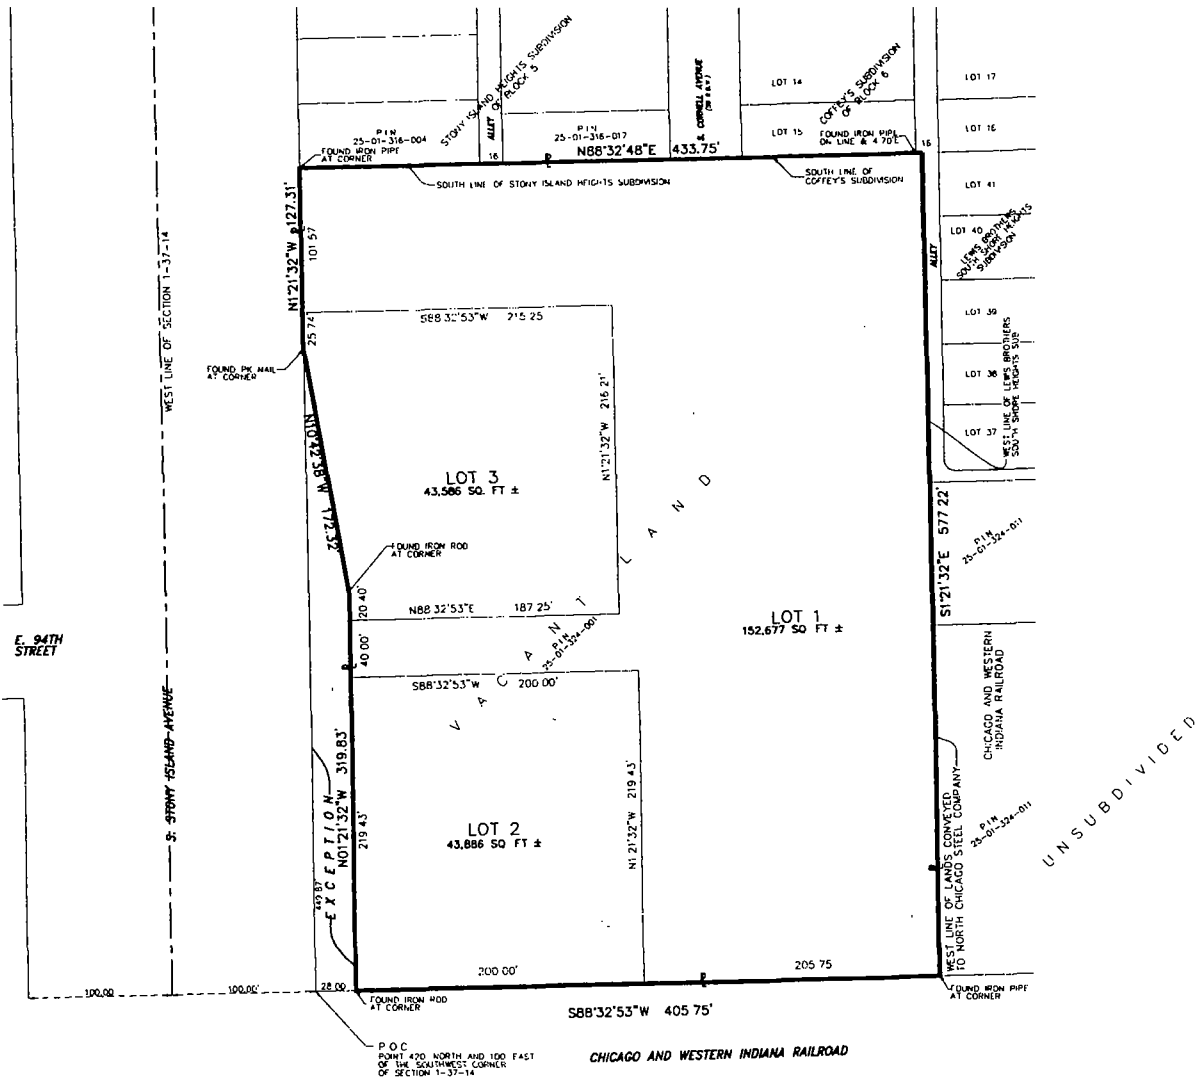 STONY ISLAND HEIGHTS SUBDIVISION
OF BLOCK 5
ALLEY
S. CORNELL AVENUE
LOT 14
COFFEY'S SUBDIVISION
OF BLOCK 6
LOT 17
PIN
25-01-316-004
PIN
25-01-316-017
LOT 15
LOT 16
FOUND IRON PIPE
AT CORNER
16
N88°32'48"E 433.75'
FOUND IRON PIPE
ON LINE & 4.70'E
16
SOUTH LINE OF STONY ISLAND HEIGHTS SUBDIVISION
SOUTH LINE OF
COFFEY'S SUBDIVISION
LOT 41
N1°21'32"W 127.31'
101.57
LOT 40
LEWIS BROTHERS
SOUTH SHORE HEIGHTS
SUBDIVISION
ALLEY
WEST LINE OF SECTION 1-37-14
25.74'
S88°32'53"W 215.25
LOT 39
WEST LINE OF LEWIS BROTHERS
SOUTH SHORE HEIGHTS SUB
FOUND PK NAIL
AT CORNER
LOT 38
N1°21'32"W 216.21'
LOT 37
N10°42'38"W 172.32'
LOT 3
43,586 SQ. FT ±
S1°21'32"E 577.22'
PIN
25-01-324-011
FOUND IRON ROD
AT CORNER
20.40'
N88°32'53"E 187.25'
VACANT LAND
PIN
25-01-324-001
LOT 1
152,677 SQ FT ±
E. 94TH
STREET
40.00'
S88°32'53"W 200.00'
CHICAGO AND WESTERN
INDIANA RAILROAD
S. STONY ISLAND AVENUE
N01°21'32"W 319.83'
219.43'
N1°21'32"W 219.43'
LOT 2
43,886 SQ FT ±
EXCEPTION
449.87'
WEST LINE OF LANDS CONVEYED
TO NORTH CHICAGO STEEL COMPANY
PIN
25-01-324-011
UNSUBDIVIDED
200.00'
205.75
100.00
100.00'
28.00
FOUND IRON ROD
AT CORNER
S88°32'53"W 405.75'
FOUND IRON PIPE
AT CORNER
P.O.C
POINT 420 NORTH AND 100 EAST
OF THE SOUTHWEST CORNER
OF SECTION 1-37-14
CHICAGO AND WESTERN INDIANA RAILROAD